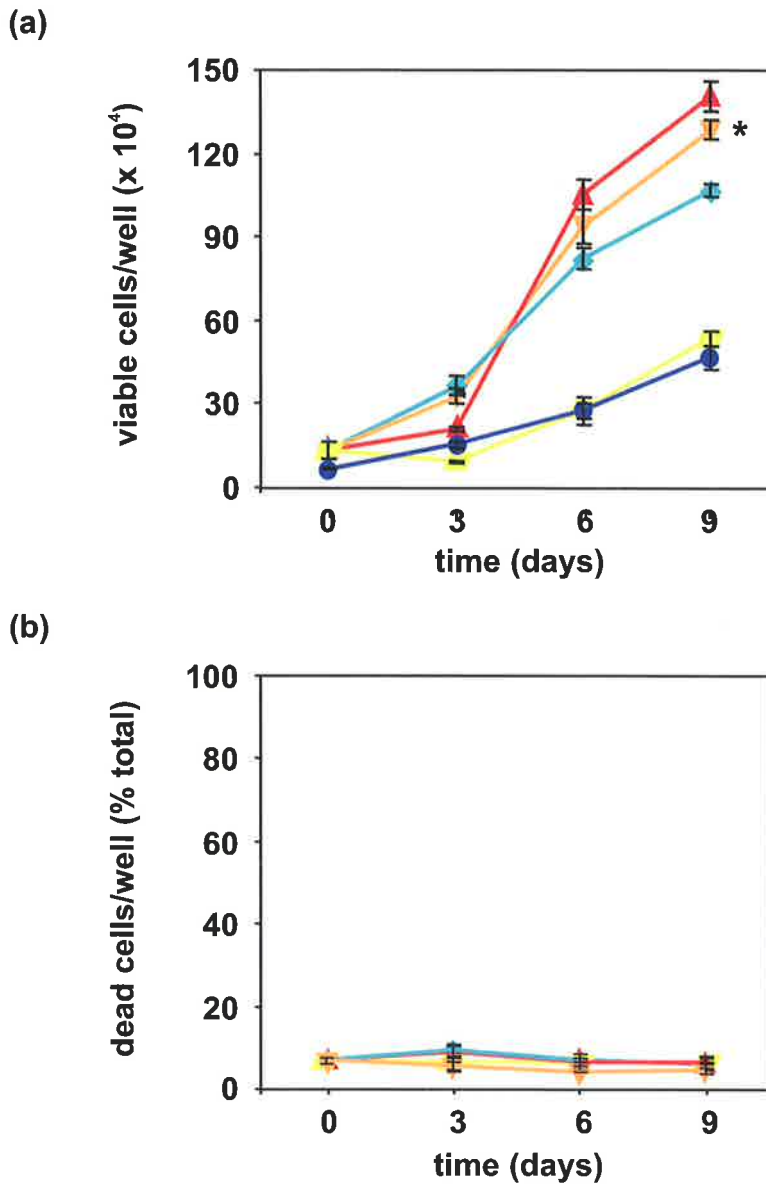 (a)
150
120
90
60
30
0
viable cells/well (x 10⁴)
*
0 3 6 9
time (days)
(b)
100
80
60
40
20
0
dead cells/well (% total)
0 3 6 9
time (days)